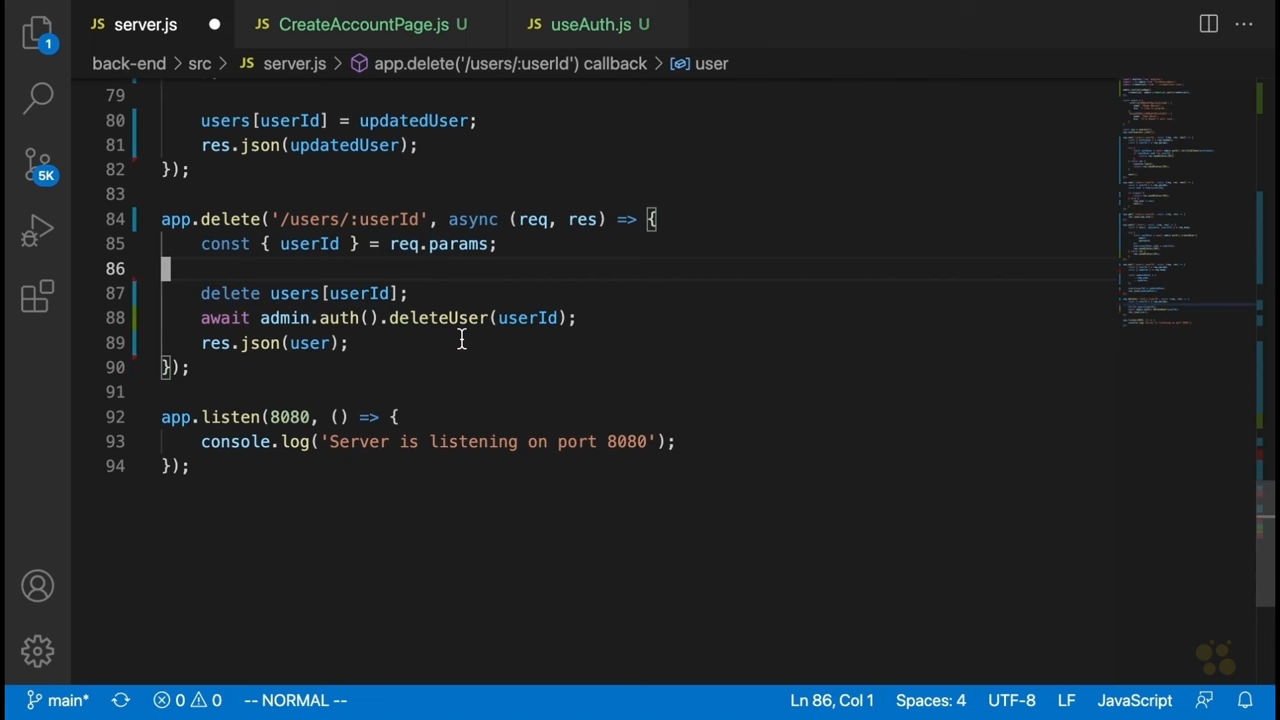 JS server.js ● JS CreateAccountPage.js U JS useAuth.js U
back-end > src > JS server.js > app.delete('/users/:userId') callback > user
1
5K
79
80 users[userId] = updatedUser;
81 res.json(updatedUser);
82 });
83
84 app.delete('/users/:userId', async (req, res) => {
85 const { userId } = req.params;
86
87 delete users[userId];
88 await admin.auth().deleteUser(userId);
89 res.json(user);
90 });
91
92 app.listen(8080, () => {
93 console.log('Server is listening on port 8080');
94 });
main* 0 0 -- NORMAL -- Ln 86, Col 1 Spaces: 4 UTF-8 LF JavaScript